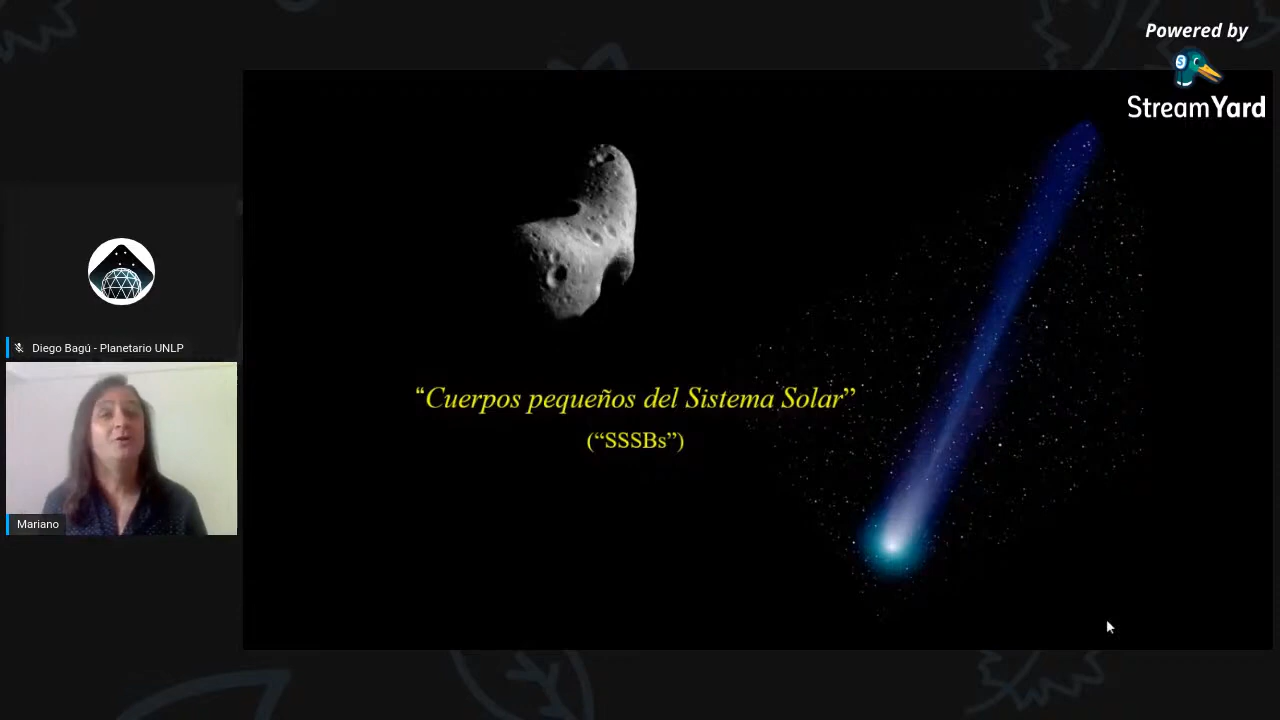 Powered by
S
StreamYard
“Cuerpos pequeños del Sistema Solar”
(“SSSBs”)
Diego Bagú - Planetario UNLP
Mariano